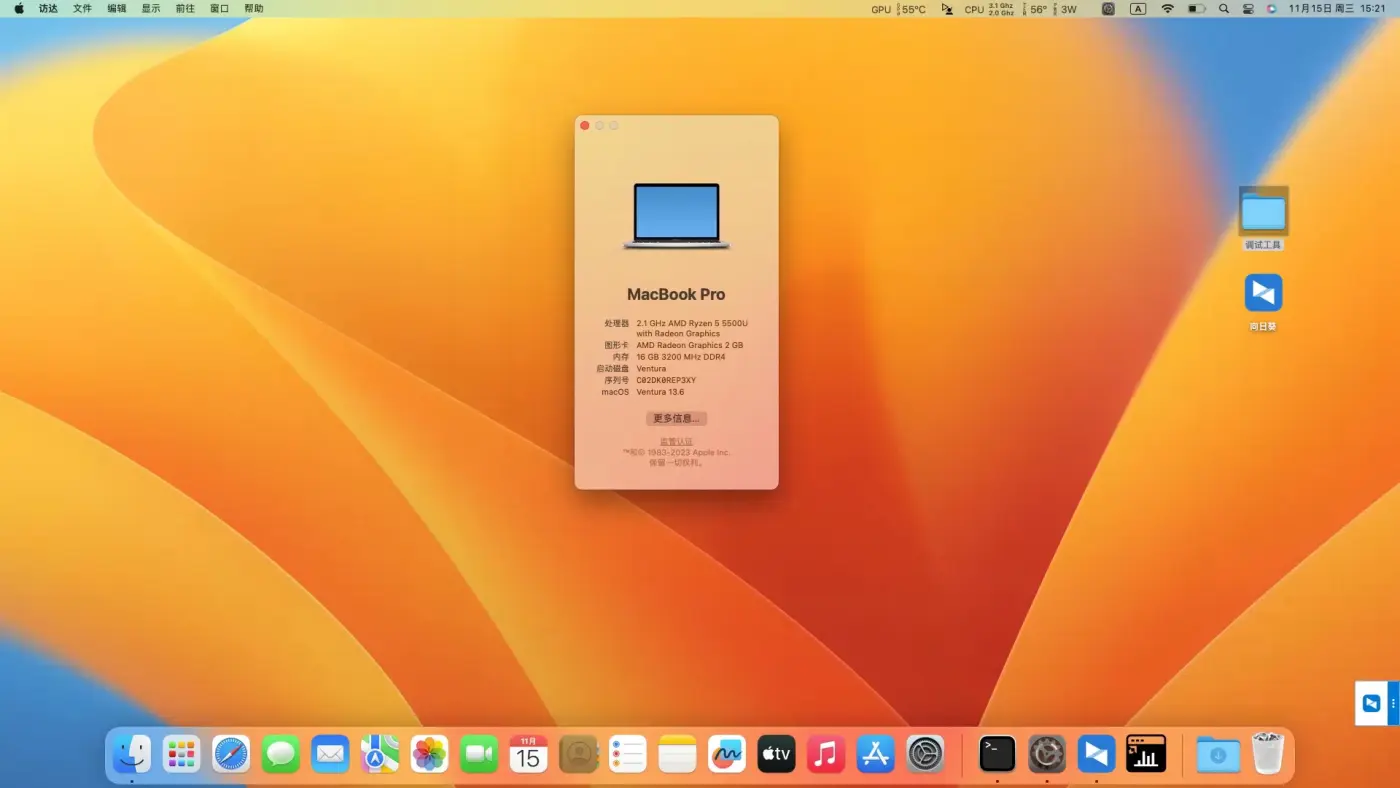 访达 文件 编辑 显示 前往 窗口 帮助
GPU 55°C CPU 3.1 Ghz 2.0 Ghz 56° 3W A 11月15日 周三 15:21
MacBook Pro
处理器 2.1 GHz AMD Ryzen 5 5500U
with Radeon Graphics
图形卡 AMD Radeon Graphics 2 GB
内存 16 GB 3200 MHz DDR4
启动磁盘 Ventura
序列号 C02DK0REP3XY
macOS Ventura 13.6
更多信息...
监管认证
™和© 1983-2023 Apple Inc.
保留一切权利。
调试工具
向日葵
11月
15
tv